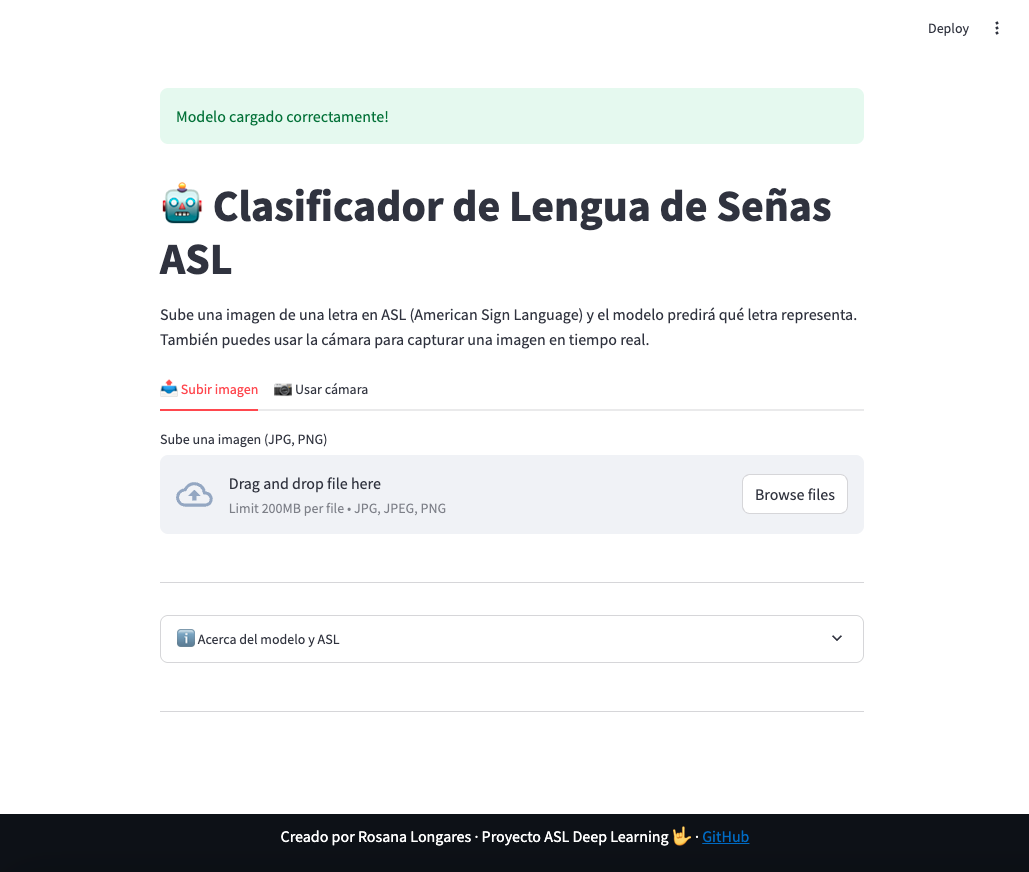 Deploy
Modelo cargado correctamente!
🤖 Clasificador de Lengua de Señas
ASL
Sube una imagen de una letra en ASL (American Sign Language) y el modelo predirá qué letra representa.
También puedes usar la cámara para capturar una imagen en tiempo real.
📤 Subir imagen 📷 Usar cámara
Sube una imagen (JPG, PNG)
Drag and drop file here
Limit 200MB per file • JPG, JPEG, PNG
Browse files
ℹ️ Acerca del modelo y ASL
Creado por Rosana Longares · Proyecto ASL Deep Learning 🤟 · GitHub